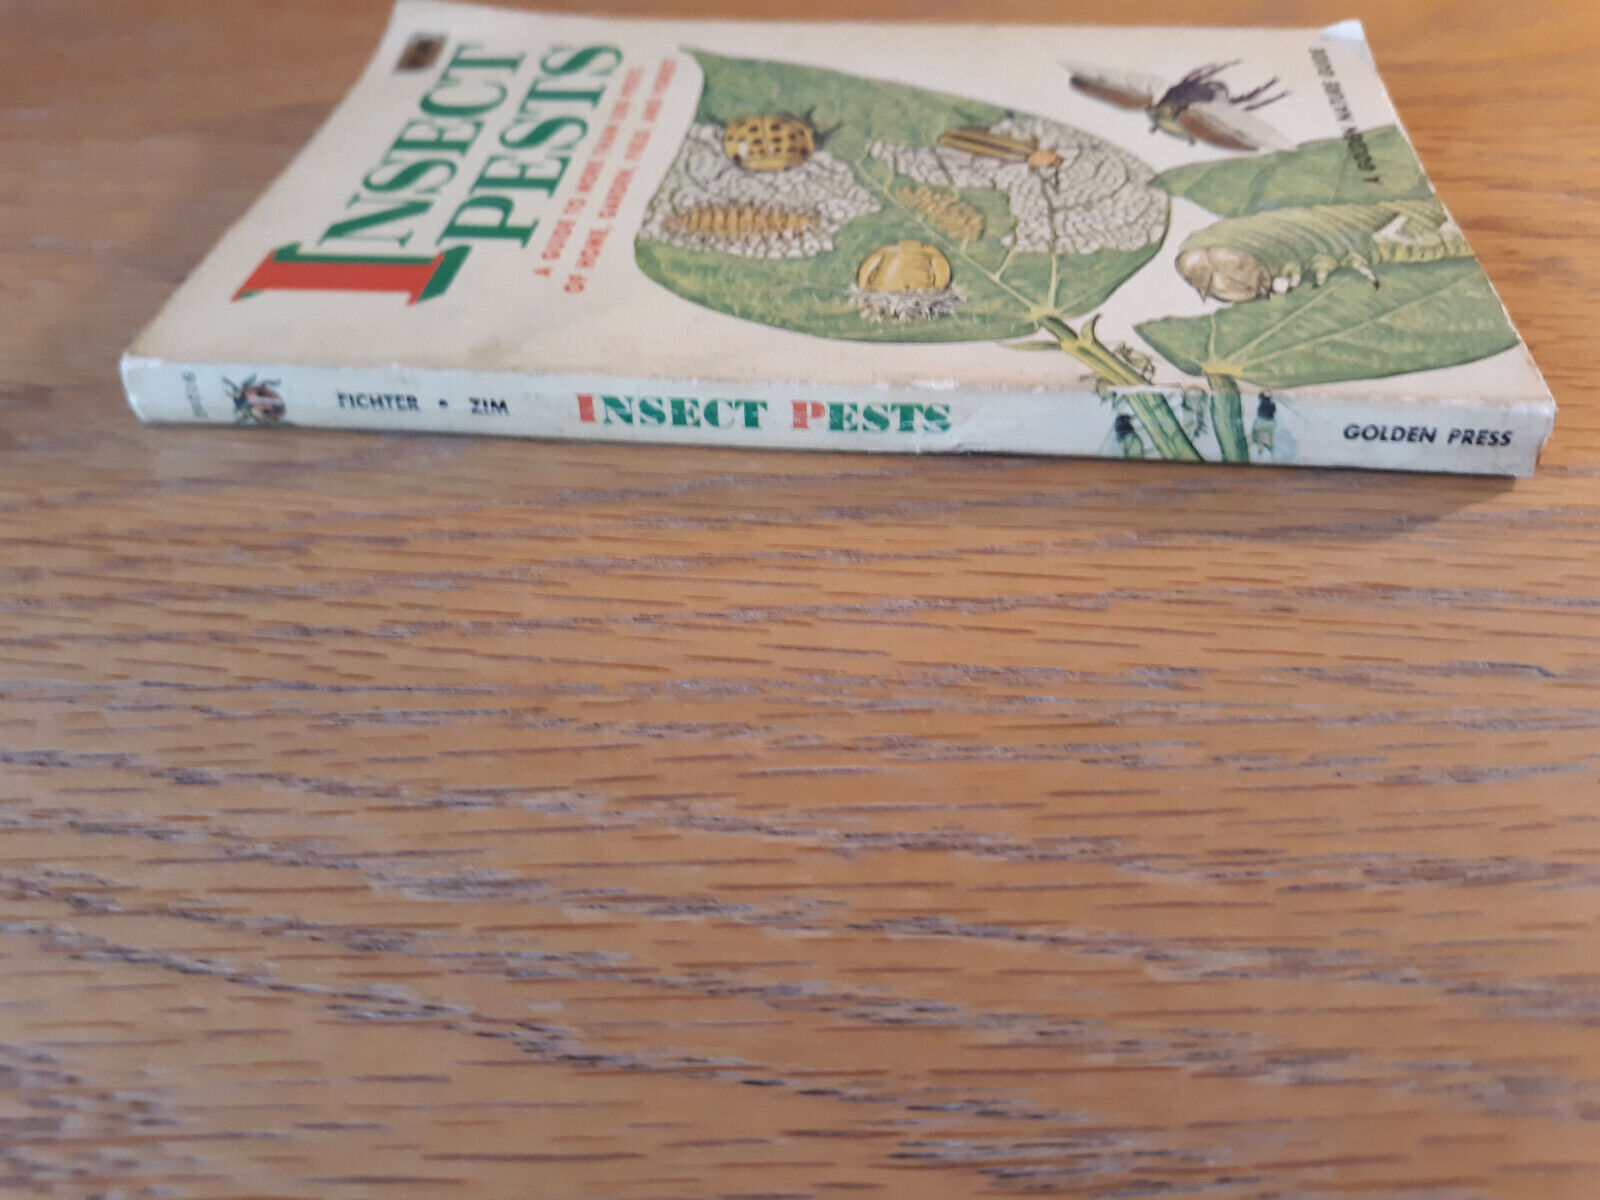 INSECT
PESTS
A GUIDE TO MORE THAN 350 PESTS
OF HOME, GARDEN, FIELD, AND FOREST
A GOLDEN NATURE GUIDE
FICHTER • ZIM INSECT PESTS GOLDEN PRESS